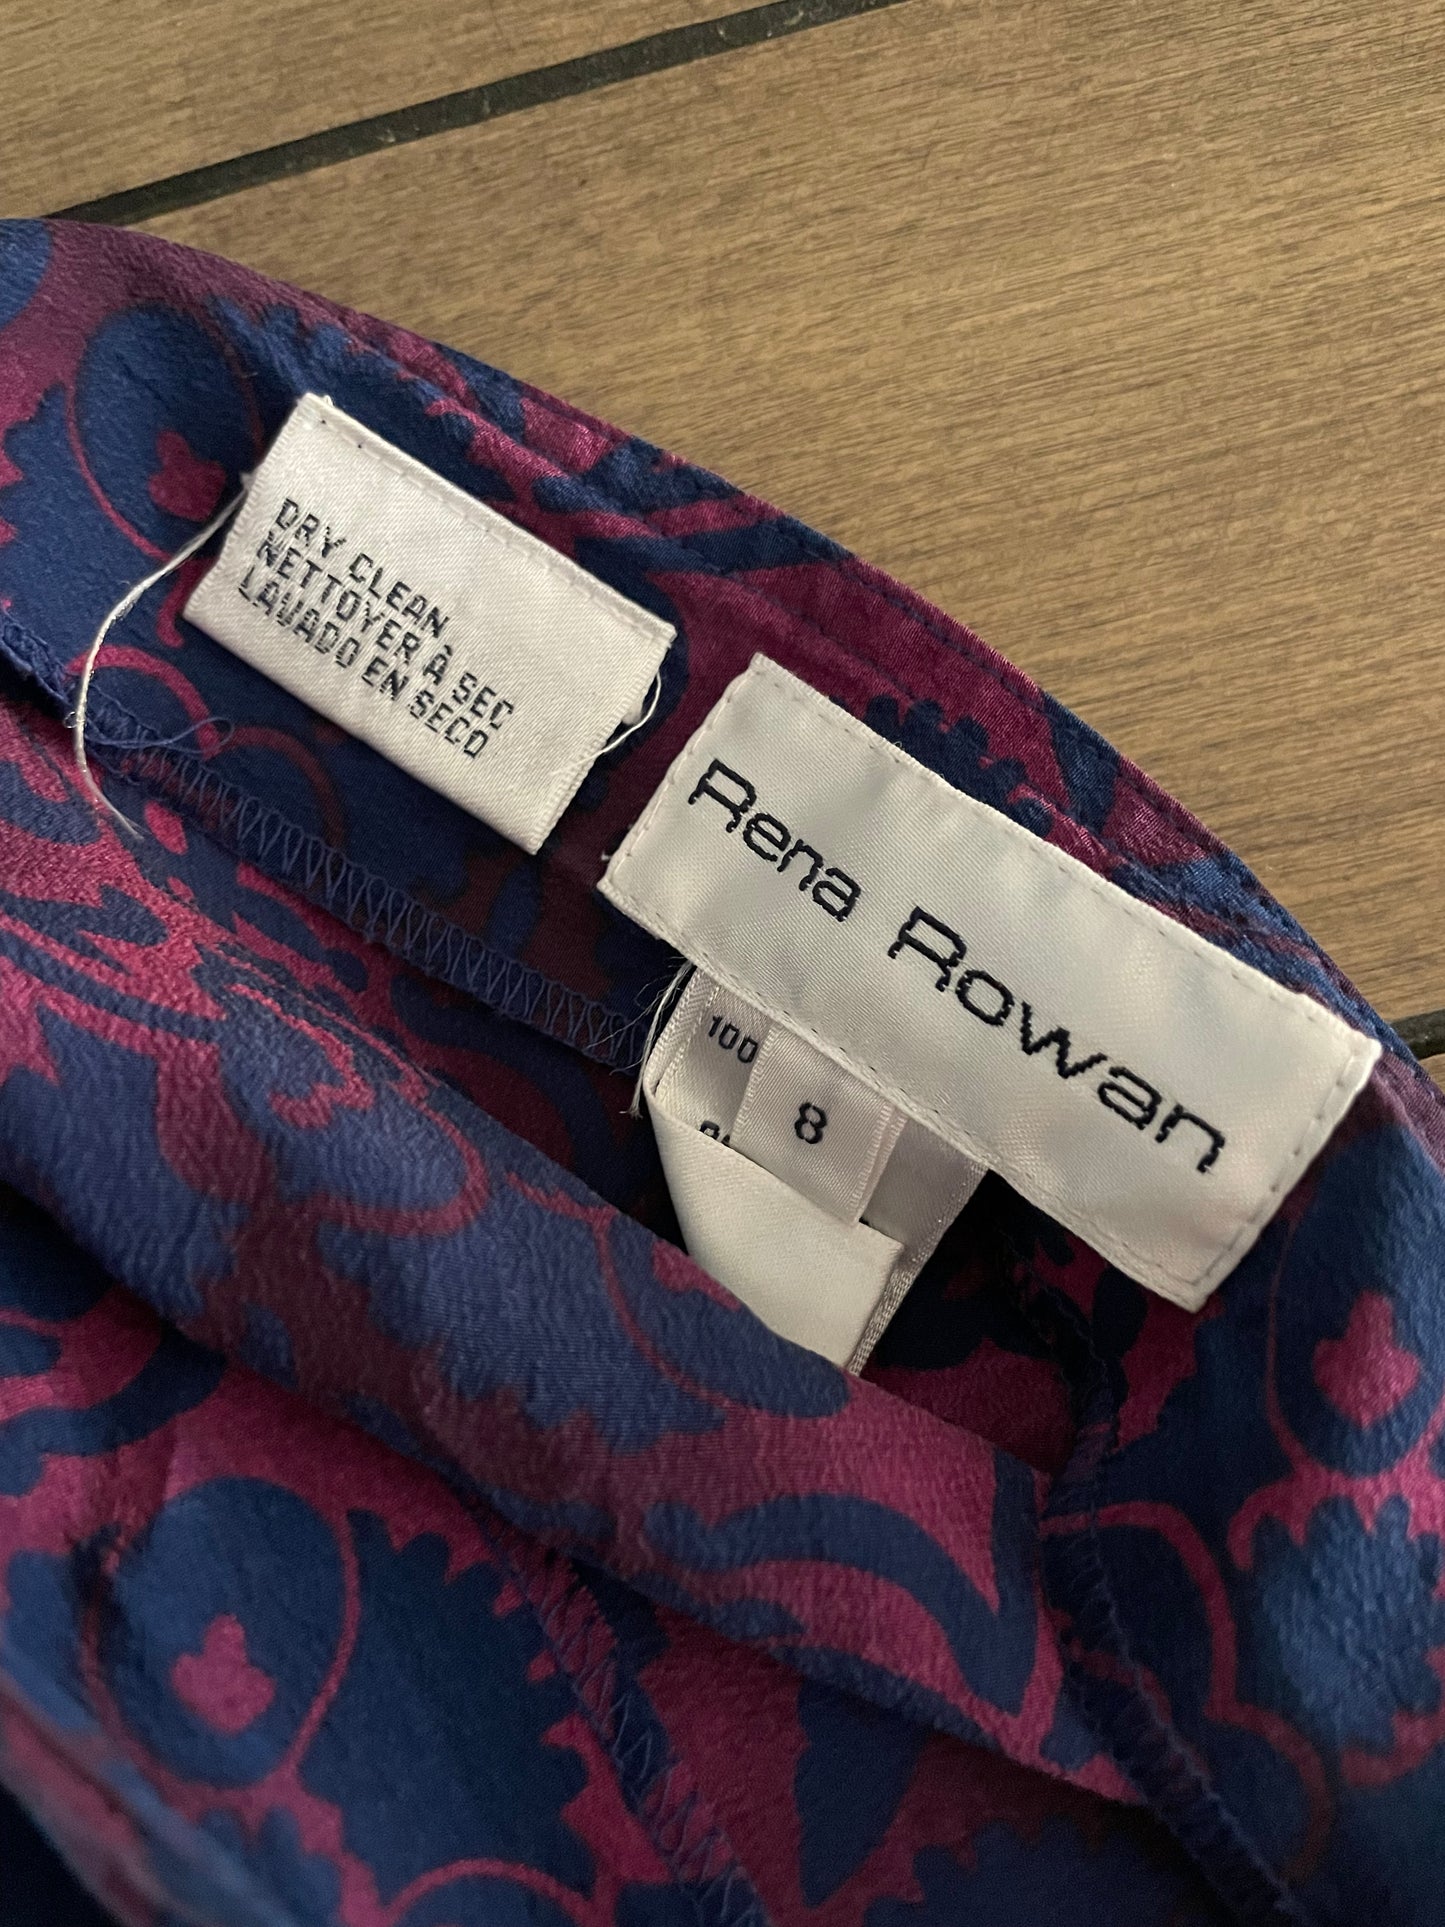 DRY CLEAN
NETTOYER À SEC
LAVADO EN SECO
Rena Rowan
100
8